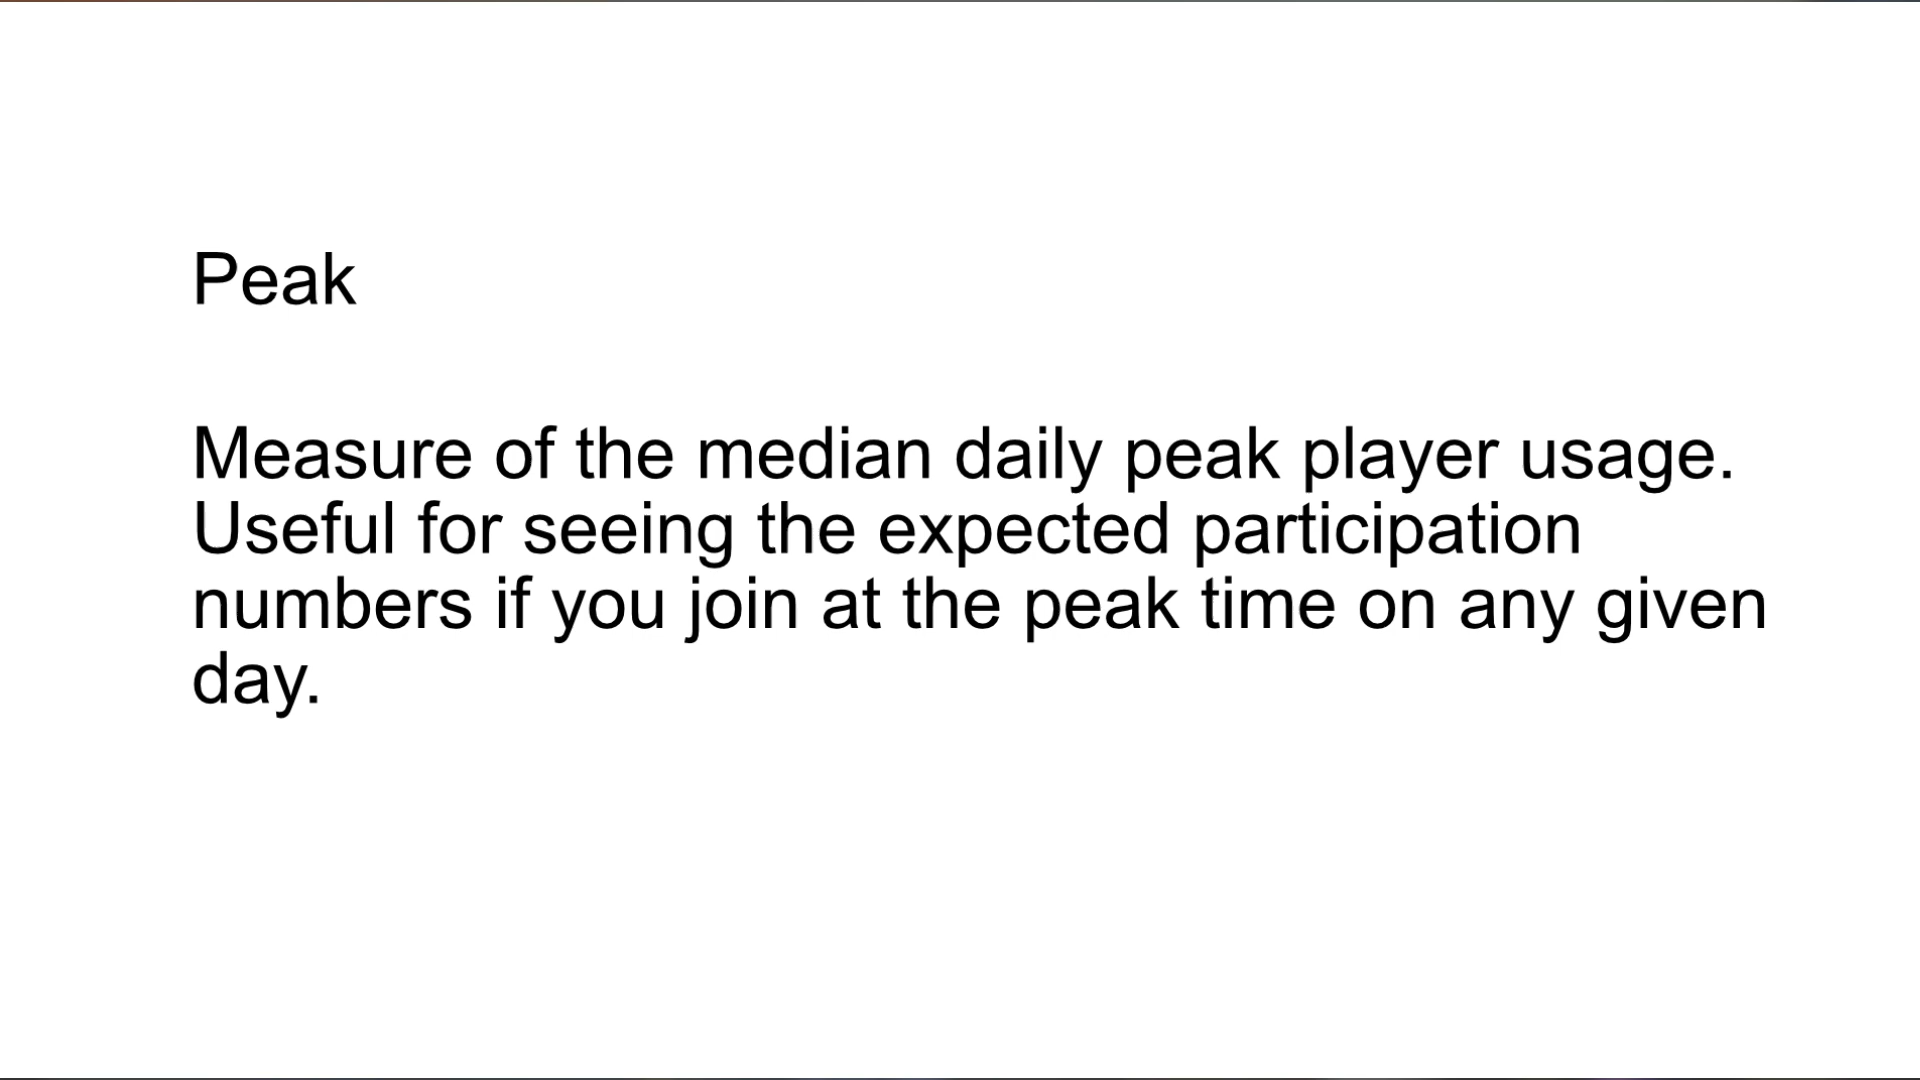 Peak
Measure of the median daily peak player usage.
Useful for seeing the expected participation
numbers if you join at the peak time on any given
day.